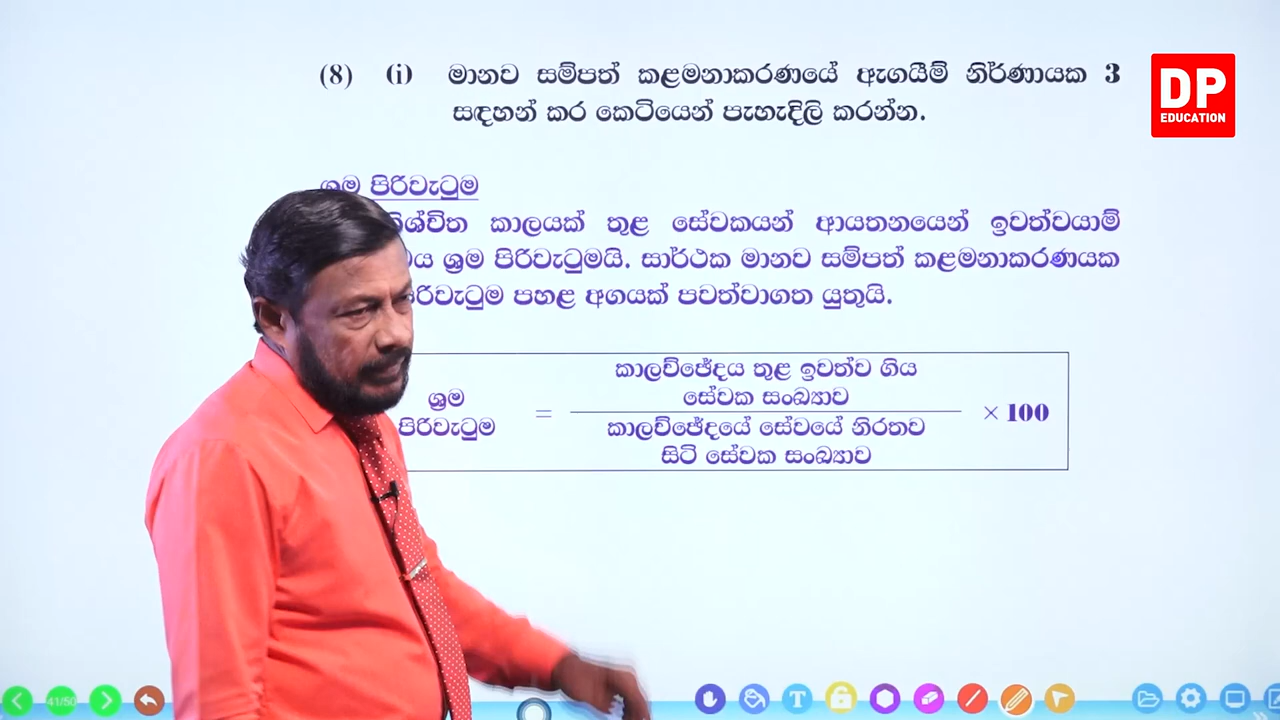 (8) (i) මානව සම්පත් කළමනාකරණයේ ඇගයීම් නිර්ණායක 3
සඳහන් කර කෙටියෙන් පැහැදිලි කරන්න.
DP
EDUCATION
ශ්‍රම පිරිවැටුම
කාලයක් තුළ සේවකයන් ආයතනයෙන් ඉවත්වයාම්
ශ්‍රම පිරිවැටුමයි. සාර්ථක මානව සම්පත් කළමනාකරණයක
පහළ අගයක් පවත්වාගත යුතුයි.
කාලච්ඡේදය තුළ ඉවත්ව ගිය
සේවක සංඛ්‍යාව
ශ්‍රම
පිරිවැටුම = × 100
කාලච්ඡේදයේ සේවයේ නිරතව
සිටි සේවක සංඛ්‍යාව
41/50